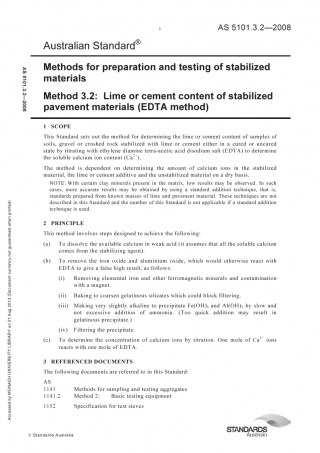 1
AS 5101.3.2—2008
Australian Standard®
Methods for preparation and testing of stabilized
materials
Method 3.2: Lime or cement content of stabilized
pavement materials (EDTA method)
1 SCOPE
This Standard sets out the method for determining the lime or cement content of samples of
soils, gravel or crushed rock stabilized with lime or cement either in a cured or uncured
state by titrating with ethylene diamine tetra-acetic acid disodium salt (EDTA) to determine
the soluble calcium ion content (Ca²⁺).
The method is dependent on determining the amount of calcium ions in the stabilized
material, the lime or cement additive and the unstabilized material on a dry basis.
NOTE: With certain clay minerals present in the matrix, low results may be observed. In such
cases, more accurate results may be obtained by using a standard addition technique, that is,
standards prepared from known masses of lime and pavement material. These techniques are not
described in this Standard and the number of this Standard is not applicable if a standard addition
technique is used.
2 PRINCIPLE
This method involves steps designed to achieve the following:
(a) To dissolve the available calcium in weak acid (it assumes that all the soluble calcium
comes from the stabilizing agent).
(b) To remove the iron oxide and aluminium oxide, which would otherwise react with
EDTA to give a false high result, as follows:
(i) Removing elemental iron and other ferromagnetic minerals and contamination
with a magnet.
(ii) Baking to coarsen gelatinous silicates which could block filtering.
(iii) Making very slightly alkaline to precipitate Fe(OH)₃ and Al(OH)₃ by slow and
not excessive addition of ammonia. (Too quick addition may result in
gelatinous precipitate.)
(iv) Filtering the precipitate.
(c) To determine the concentration of calcium ions by titration. One mole of Ca²⁺ ions
reacts with one mole of EDTA.
3 REFERENCED DOCUMENTS
The following documents are referred to in this Standard:
AS
1141 Methods for sampling and testing aggregates
1141.2 Method 2: Basic testing equipment
1152 Specification for test sieves
© Standards Australia
STANDARDS
Australia
AS 5101.3.2—2008
Accessed by MONASH UNIVERSITY LIBRARY on 21 Aug 2012 (Document currency not guaranteed when printed)